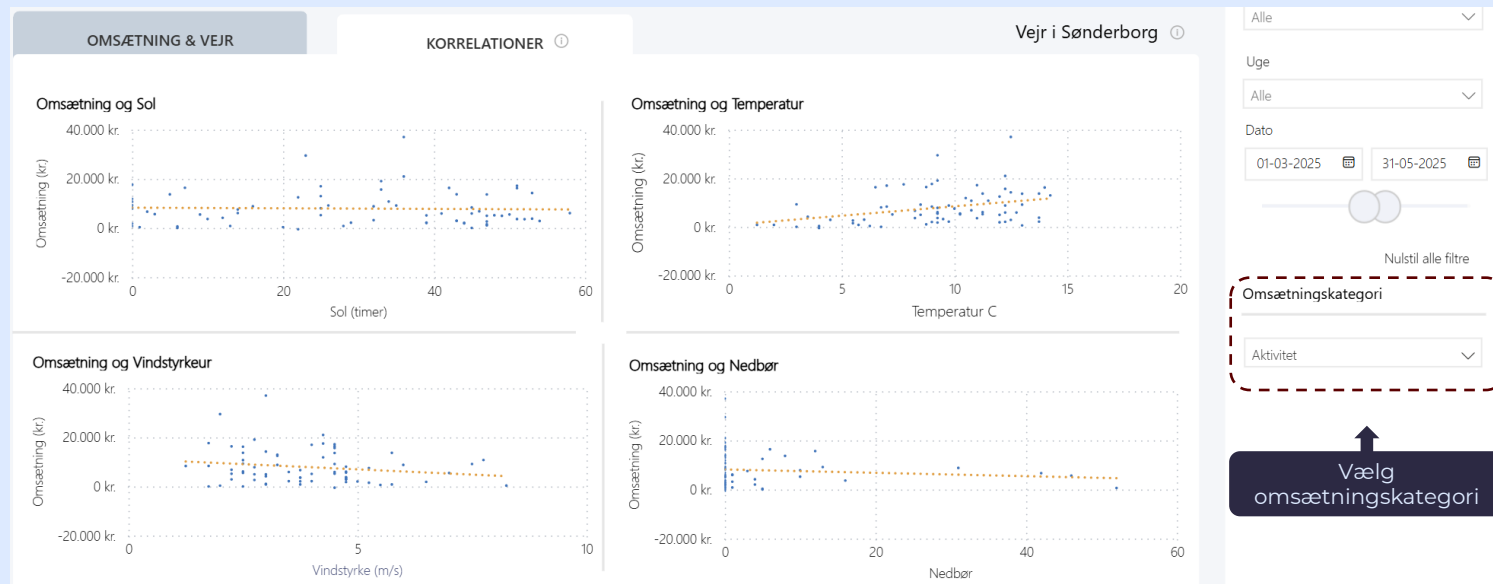 OMSÆTNING & VEJR
KORRELATIONER
Vejr i Sønderborg
Omsætning og Sol
40.000 kr.
20.000 kr.
0 kr.
-20.000 kr.
Omsætning (kr.)
0
20
40
60
Sol (timer)
Omsætning og Temperatur
40.000 kr.
20.000 kr.
0 kr.
-20.000 kr.
Omsætning (kr.)
0
5
10
15
20
Temperatur C
Omsætning og Vindstyrkeur
40.000 kr.
20.000 kr.
0 kr.
-20.000 kr.
Omsætning (kr.)
0
5
10
Vindstyrke (m/s)
Omsætning og Nedbør
40.000 kr.
20.000 kr.
0 kr.
-20.000 kr.
Omsætning (kr.)
0
20
40
60
Nedbør
Alle
Uge
Alle
Dato
01-03-2025
31-05-2025
Nulstil alle filtre
Omsætningskategori
Aktivitet
Vælg
omsætningskategori